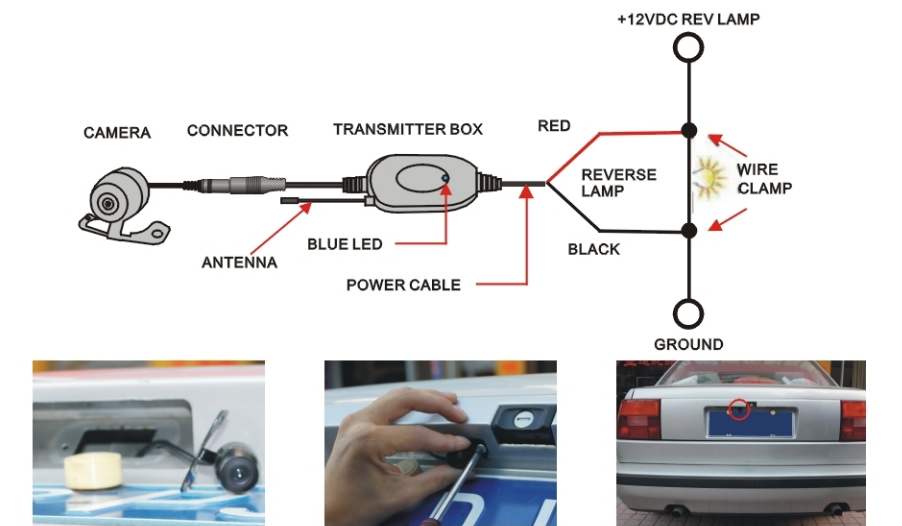 +12VDC REV LAMP
CAMERA
CONNECTOR
TRANSMITTER BOX
RED
REVERSE
LAMP
WIRE
CLAMP
BLACK
BLUE LED
ANTENNA
POWER CABLE
GROUND